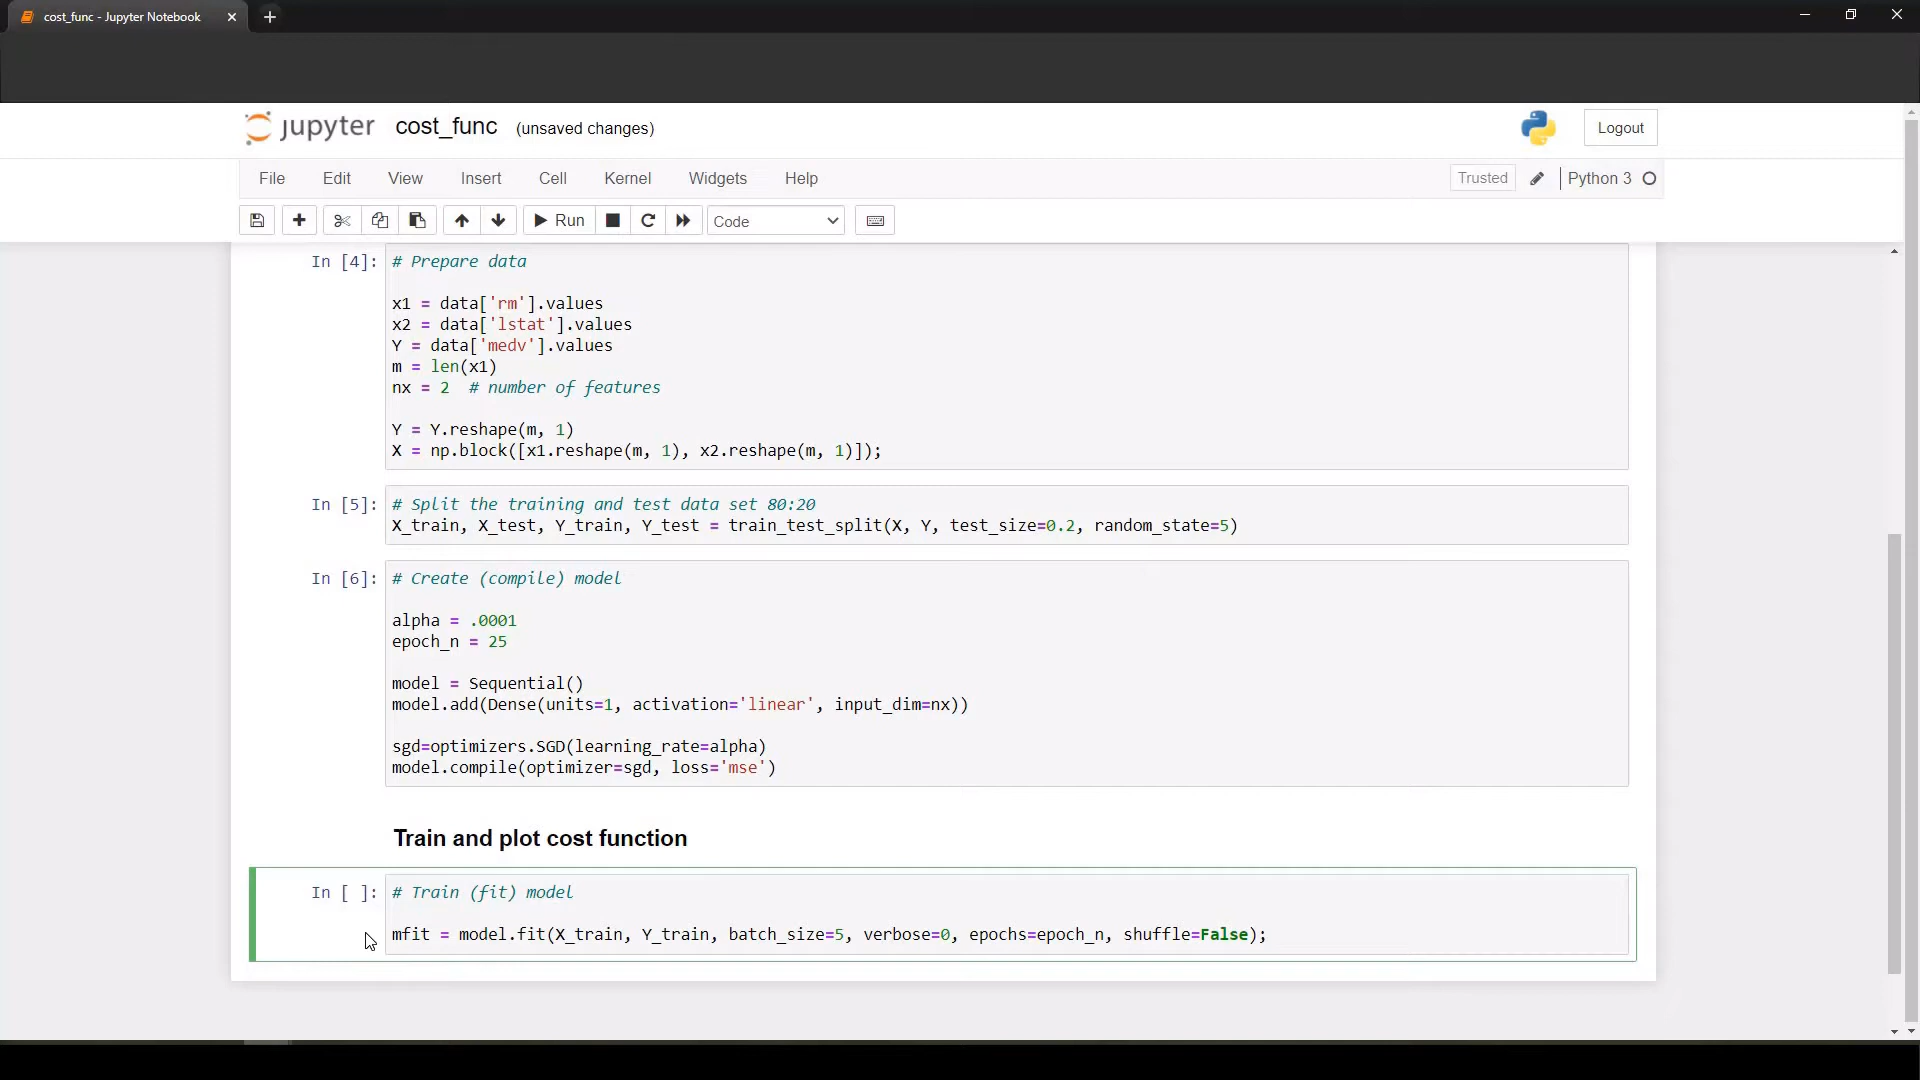 cost_func - Jupyter Notebook
jupyter cost_func (unsaved changes)
Logout
File Edit View Insert Cell Kernel Widgets Help
Trusted Python 3
Run Code
In [4]: # Prepare data
x1 = data['rm'].values
x2 = data['lstat'].values
Y = data['medv'].values
m = len(x1)
nx = 2 # number of features
Y = Y.reshape(m, 1)
X = np.block([x1.reshape(m, 1), x2.reshape(m, 1)]);
In [5]: # Split the training and test data set 80:20
X_train, X_test, Y_train, Y_test = train_test_split(X, Y, test_size=0.2, random_state=5)
In [6]: # Create (compile) model
alpha = .0001
epoch_n = 25
model = Sequential()
model.add(Dense(units=1, activation='linear', input_dim=nx))
sgd=optimizers.SGD(learning_rate=alpha)
model.compile(optimizer=sgd, loss='mse')
Train and plot cost function
In [ ]: # Train (fit) model
mfit = model.fit(X_train, Y_train, batch_size=5, verbose=0, epochs=epoch_n, shuffle=False);